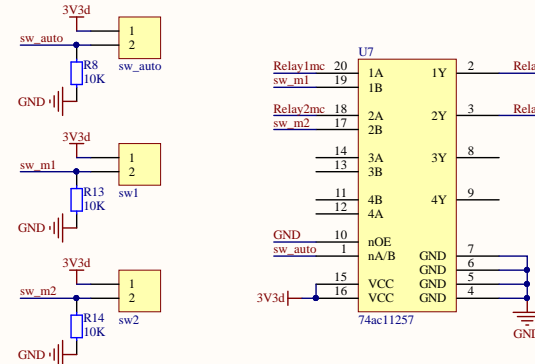 3V3d
sw_auto
1
2
sw_auto
R8
10K
GND
3V3d
sw_m1
1
2
sw1
R13
10K
GND
3V3d
sw_m2
1
2
sw2
R14
10K
GND
U7
Relay1mc 20 1A 1Y 2 Rela
sw_m1 19 1B
Relay2mc 18 2A 2Y 3 Rela
sw_m2 17 2B
14 3A 3Y 8
13 3B
11 4B 4Y 9
12 4A
GND 10 nOE
sw_auto 1 nA/B GND 7
GND 6
15 VCC GND 5
3V3d 16 VCC GND 4
74ac11257
GND